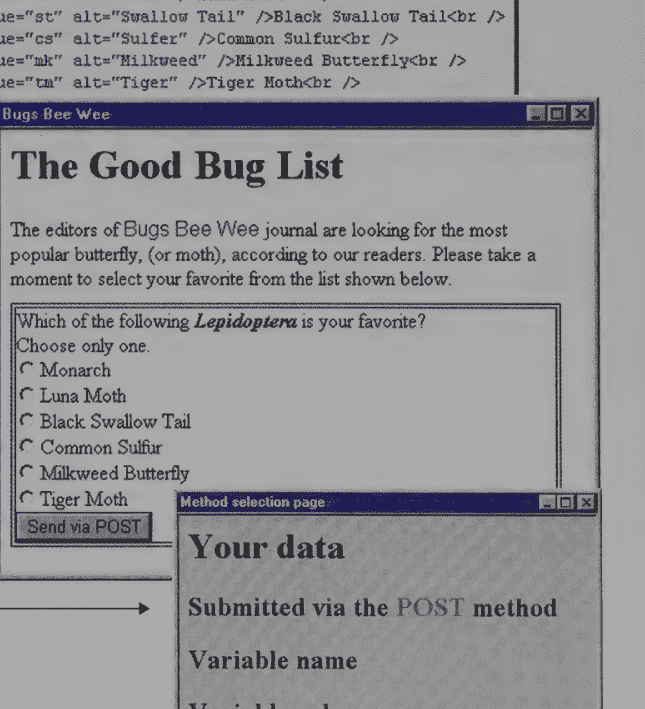 ue="st" alt="Swallow Tail" />Black Swallow Tail<br />
ue="cs" alt="Sulfer" />Common Sulfur<br />
ue="mk" alt="Milkweed" />Milkweed Butterfly<br />
ue="tm" alt="Tiger" />Tiger Moth<br />
Bugs Bee Wee
The Good Bug List
The editors of Bugs Bee Wee journal are looking for the most
popular butterfly, (or moth), according to our readers. Please take a
moment to select your favorite from the list shown below.
Which of the following Lepidoptera is your favorite?
Choose only one.
Monarch
Luna Moth
Black Swallow Tail
Common Sulfur
Milkweed Butterfly
Tiger Moth
Send via POST
Method selection page
Your data
Submitted via the POST method
Variable name